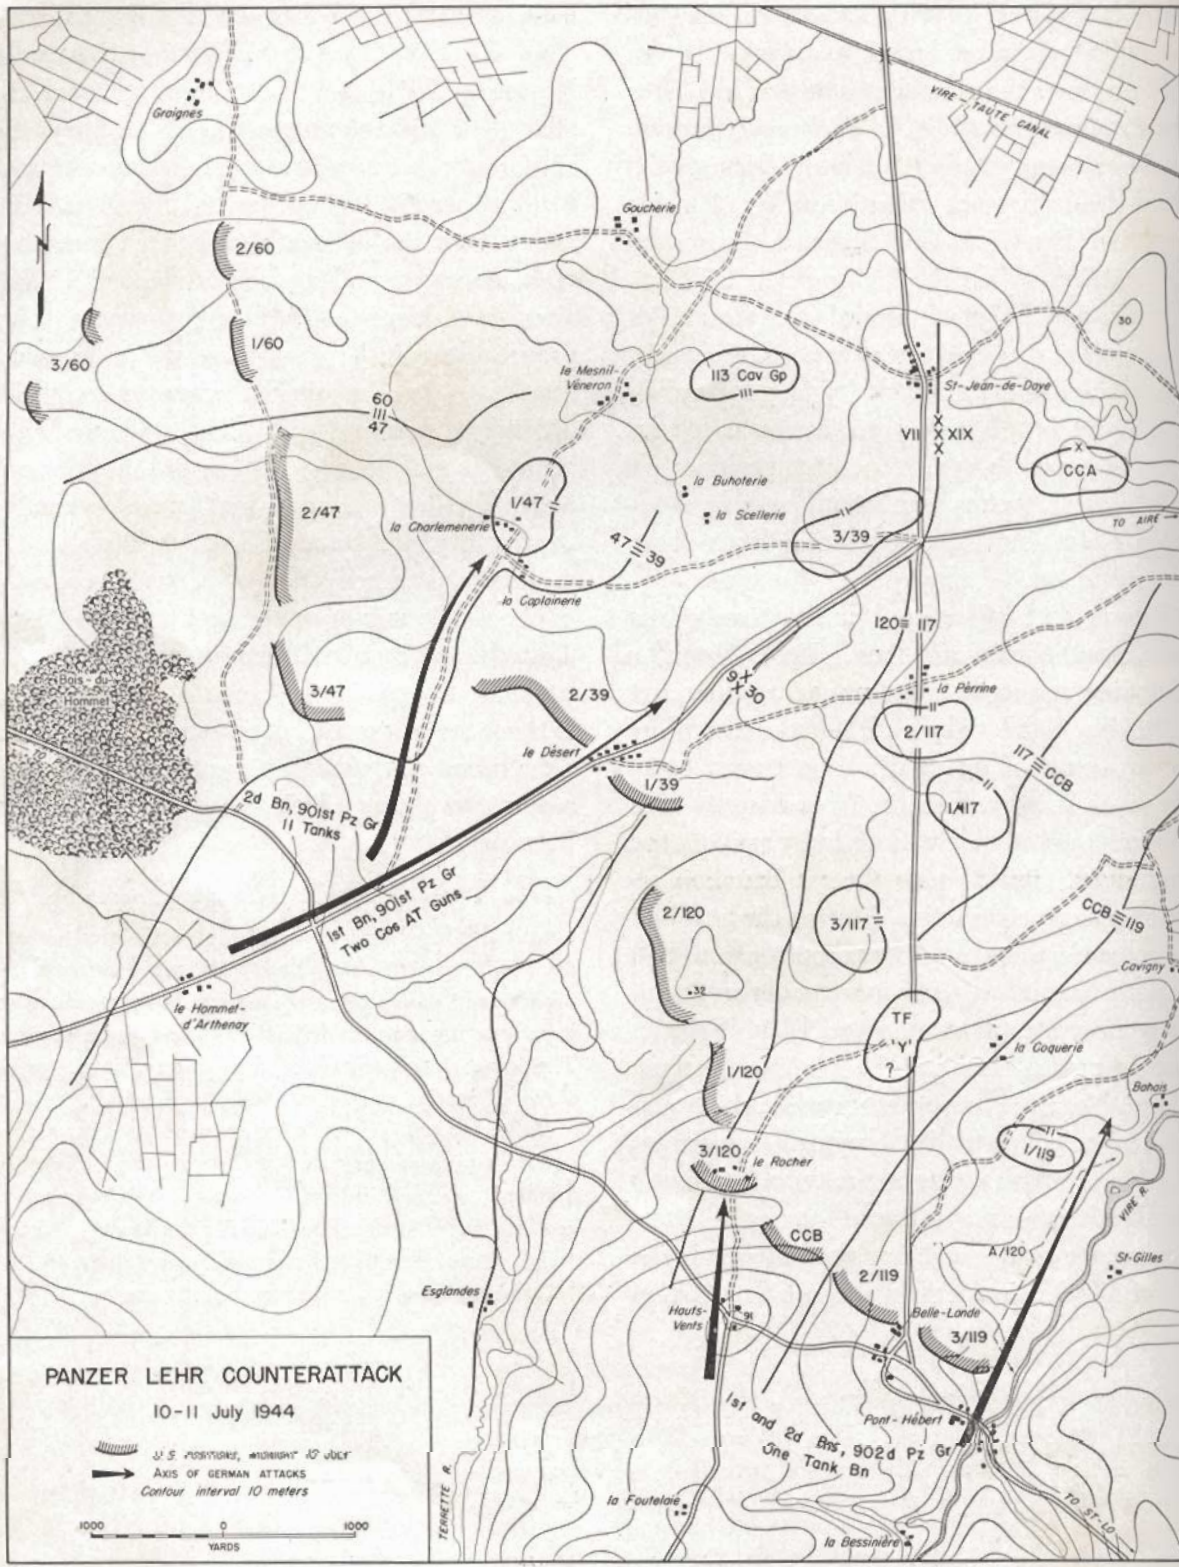 VIRE-TAUTE CANAL
Graignes
Goucherie
2/60
1/60
3/60
30
le Mesnil-
Véneron
113 Cav Gp
St-Jean-de-Daye
60
47
VII
XIX
CCA
2/47
1/47
la Buhoterie
la Scellerie
la Charlemenerie
47
39
3/39
TO AIRE
la Caplainerie
120
117
Bois-du-
Hommet
3/47
2/39
9
30
la Perrine
2/117
le Désert
1/39
117
CCB
1/117
2d Bn, 901st Pz Gr
11 Tanks
1st Bn, 901st Pz Gr
Two Cos AT Guns
2/120
3/117
CCB
119
Cavigny
32
le Hommet-
d'Arthenay
TF
'Y'
?
la Coquerie
1/120
Bahais
3/120
le Rocher
1/119
VIRE R.
CCB
A/120
St-Gilles
2/119
Esglandes
Hauts-
Vents
91
Belle-Lande
3/119
PANZER LEHR COUNTERATTACK
10-11 July 1944
U.S. POSITIONS, MIDNIGHT 10 JULY
AXIS OF GERMAN ATTACKS
Contour interval 10 meters
1000
0
1000
YARDS
TERRETTE R.
1st and 2d Bns, 902d Pz Gr
One Tank Bn
Pont-Hébert
la Foutelaie
la Bessinière
TO ST-LO